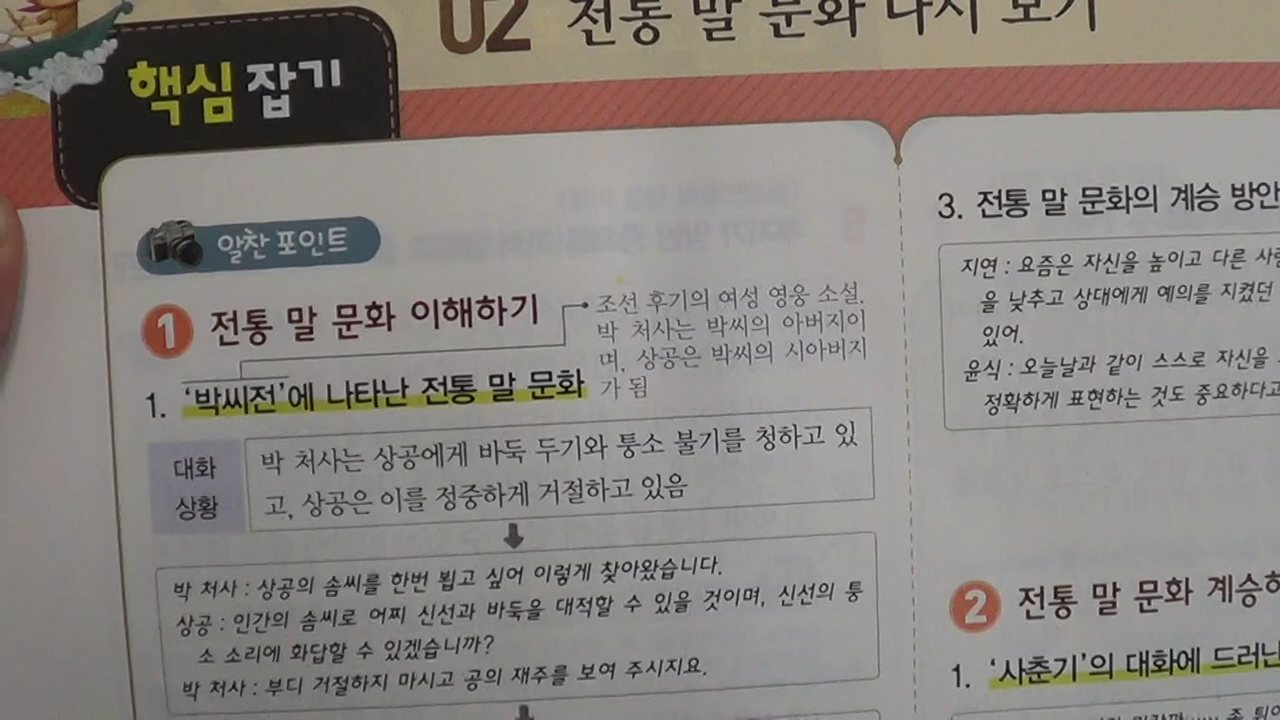 02 전통 말 문화 다시 보기
핵심 잡기
알찬 포인트
1 전통 말 문화 이해하기
조선 후기의 여성 영웅 소설.
박 처사는 박씨의 아버지이
며, 상공은 박씨의 시아버지
가 됨
1. '박씨전'에 나타난 전통 말 문화
대화
상황
박 처사는 상공에게 바둑 두기와 퉁소 불기를 청하고 있
고, 상공은 이를 정중하게 거절하고 있음
박 처사 : 상공의 솜씨를 한번 뵙고 싶어 이렇게 찾아왔습니다.
상공 : 인간의 솜씨로 어찌 신선과 바둑을 대적할 수 있을 것이며, 신선의 퉁
소 소리에 화답할 수 있겠습니까?
박 처사 : 부디 거절하지 마시고 공의 재주를 보여 주시지요.
3. 전통 말 문화의 계승 방안
지연 : 요즘은 자신을 높이고 다른
을 낮추고 상대에게 예의를 지켰던
있어.
윤식 : 오늘날과 같이 스스로 자신을
정확하게 표현하는 것도 중요하다고
2 전통 말 문화 계승하
1. '사춘기'의 대화에 드러난